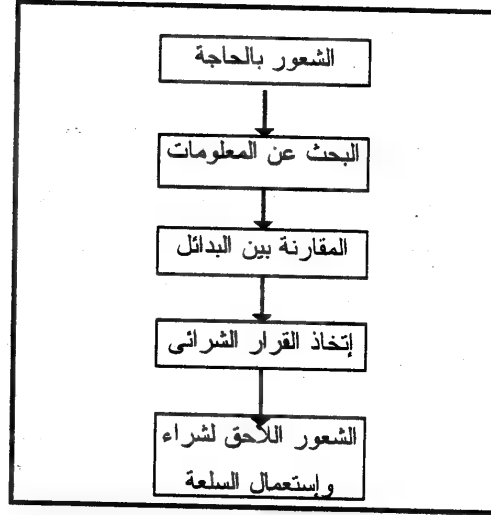 الشعور بالحاجة
البحث عن المعلومات
المقارنة بين البدائل
إتخاذ القرار الشرائى
الشعور اللاحق لشراء
وإستعمال السلعة